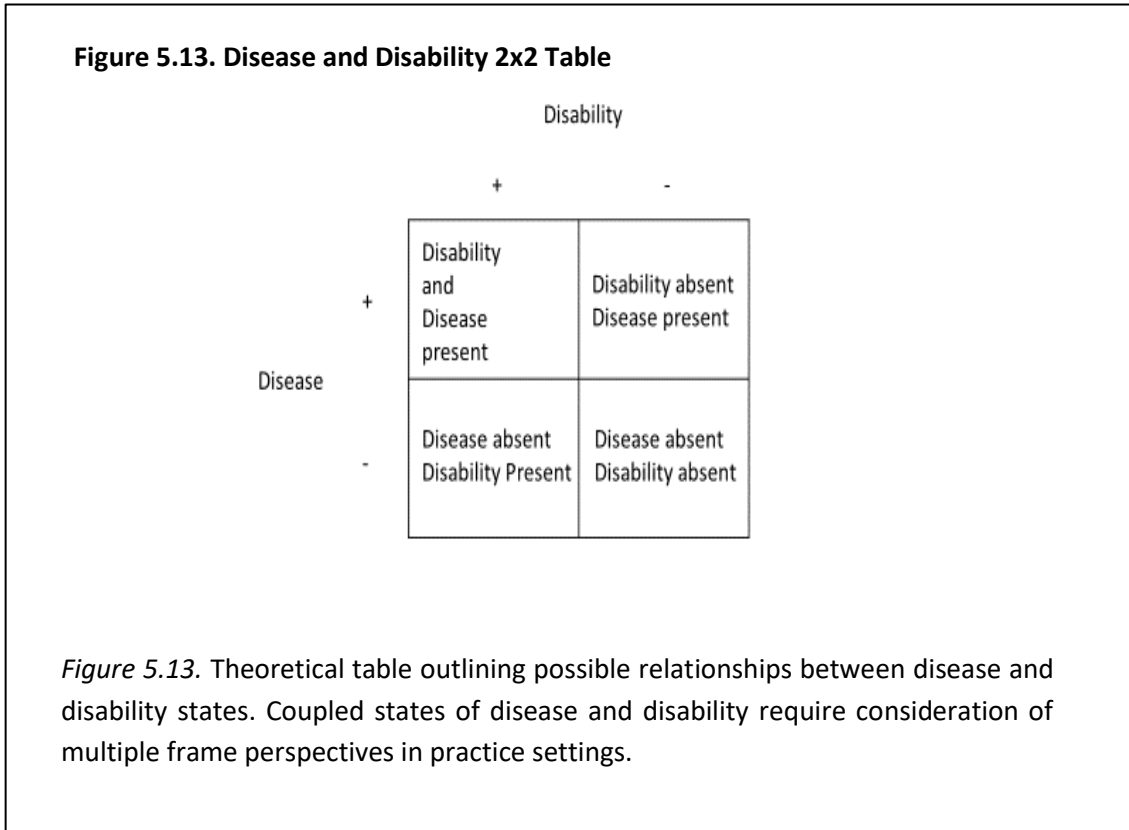 Figure 5.13. Disease and Disability 2x2 Table
Disability
+ -
Disability
and
Disease
present
Disability absent
Disease present
+
Disease
-
Disease absent
Disability Present
Disease absent
Disability absent
Figure 5.13. Theoretical table outlining possible relationships between disease and
disability states. Coupled states of disease and disability require consideration of
multiple frame perspectives in practice settings.